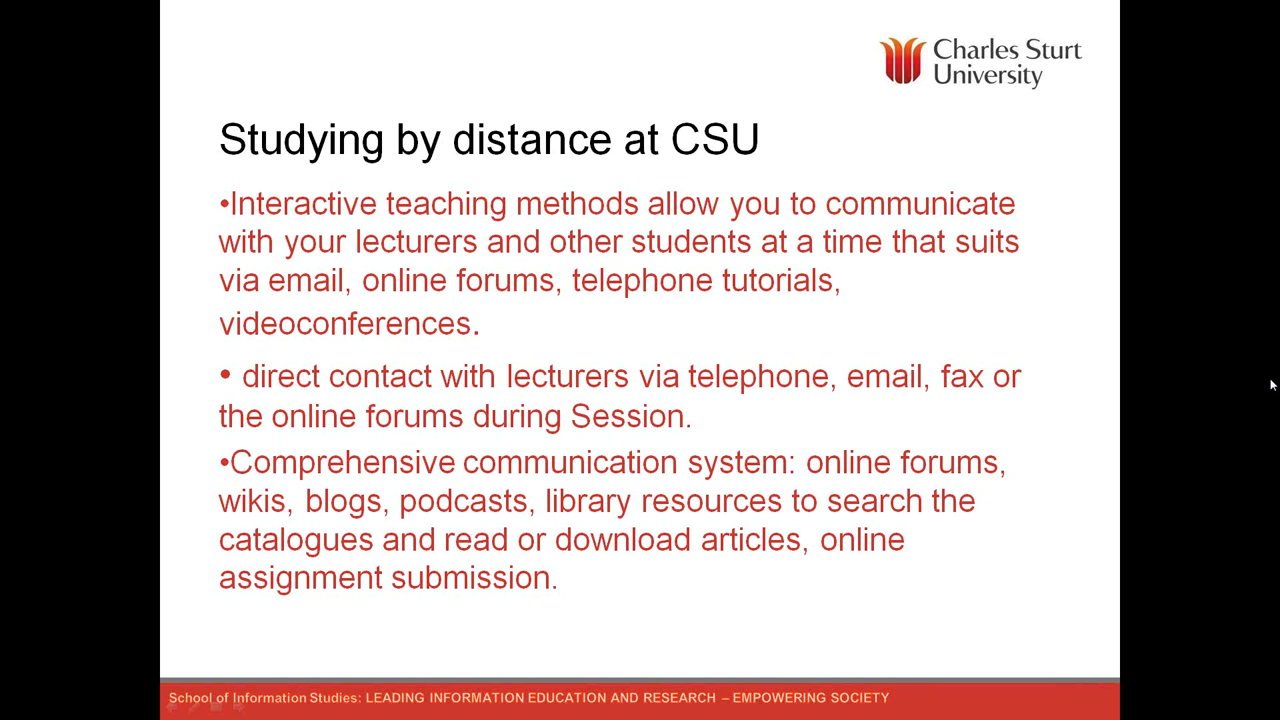 Charles Sturt
University
Studying by distance at CSU
•Interactive teaching methods allow you to communicate
with your lecturers and other students at a time that suits
via email, online forums, telephone tutorials,
videoconferences.
• direct contact with lecturers via telephone, email, fax or
the online forums during Session.
•Comprehensive communication system: online forums,
wikis, blogs, podcasts, library resources to search the
catalogues and read or download articles, online
assignment submission.
School of Information Studies: LEADING INFORMATION EDUCATION AND RESEARCH – EMPOWERING SOCIETY